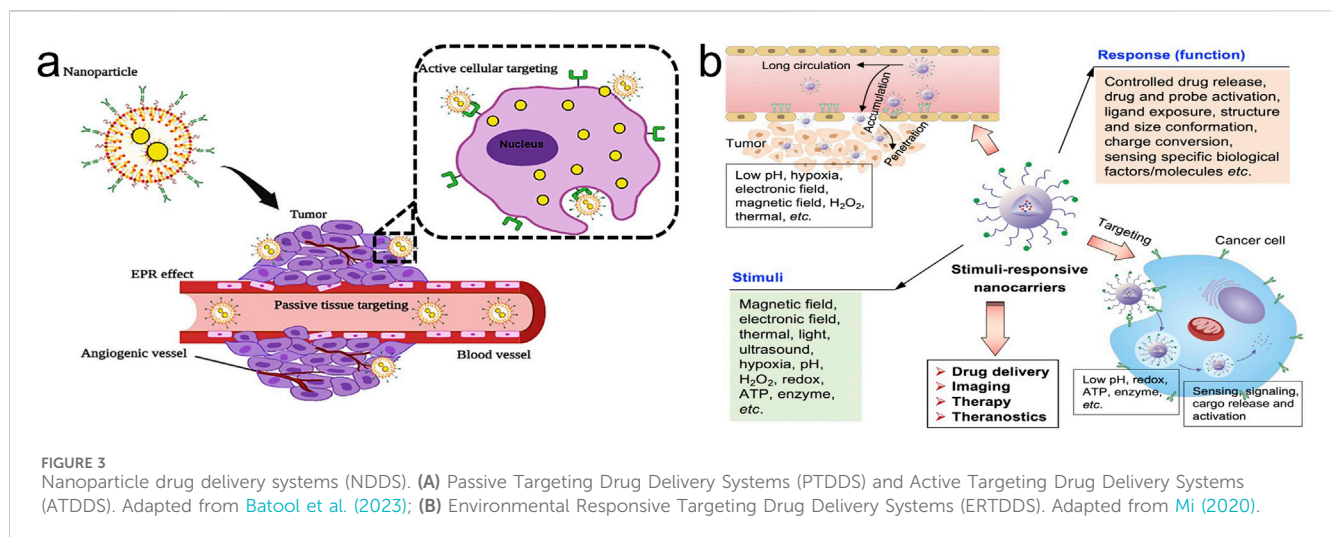 a
Nanoparticle
Active cellular targeting
Nucleus
Tumor
EPR effect
Passive tissue targeting
Angiogenic vessel
Blood vessel
b
Long circulation
Accumulation
Penetration
Tumor
Low pH, hypoxia,
electronic field,
magnetic field, H₂O₂,
thermal, etc.
Response (function)
Controlled drug release,
drug and probe activation,
ligand exposure, structure
and size conformation,
charge conversion,
sensing specific biological
factors/molecules etc.
Stimuli
Magnetic field,
electronic field,
thermal, light,
ultrasound,
hypoxia, pH,
H₂O₂, redox,
ATP, enzyme,
etc.
Stimuli-responsive
nanocarriers
➢ Drug delivery
➢ Imaging
➢ Therapy
➢ Theranostics
Targeting
Cancer cell
Low pH, redox,
ATP, enzyme,
etc.
Sensing, signaling,
cargo release and
activation
FIGURE 3
Nanoparticle drug delivery systems (NDDS). (A) Passive Targeting Drug Delivery Systems (PTDDS) and Active Targeting Drug Delivery Systems
(ATDDS). Adapted from Batool et al. (2023); (B) Environmental Responsive Targeting Drug Delivery Systems (ERTDDS). Adapted from Mi (2020).